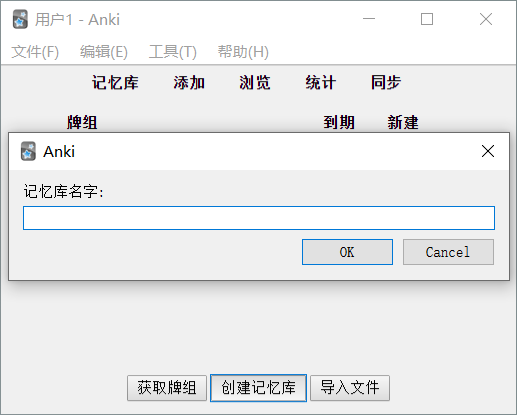 用户1 - Anki
文件(F) 编辑(E) 工具(T) 帮助(H)
记忆库 添加 浏览 统计 同步
牌组 到期 新建
Anki
记忆库名字:
OK Cancel
获取牌组 创建记忆库 导入文件